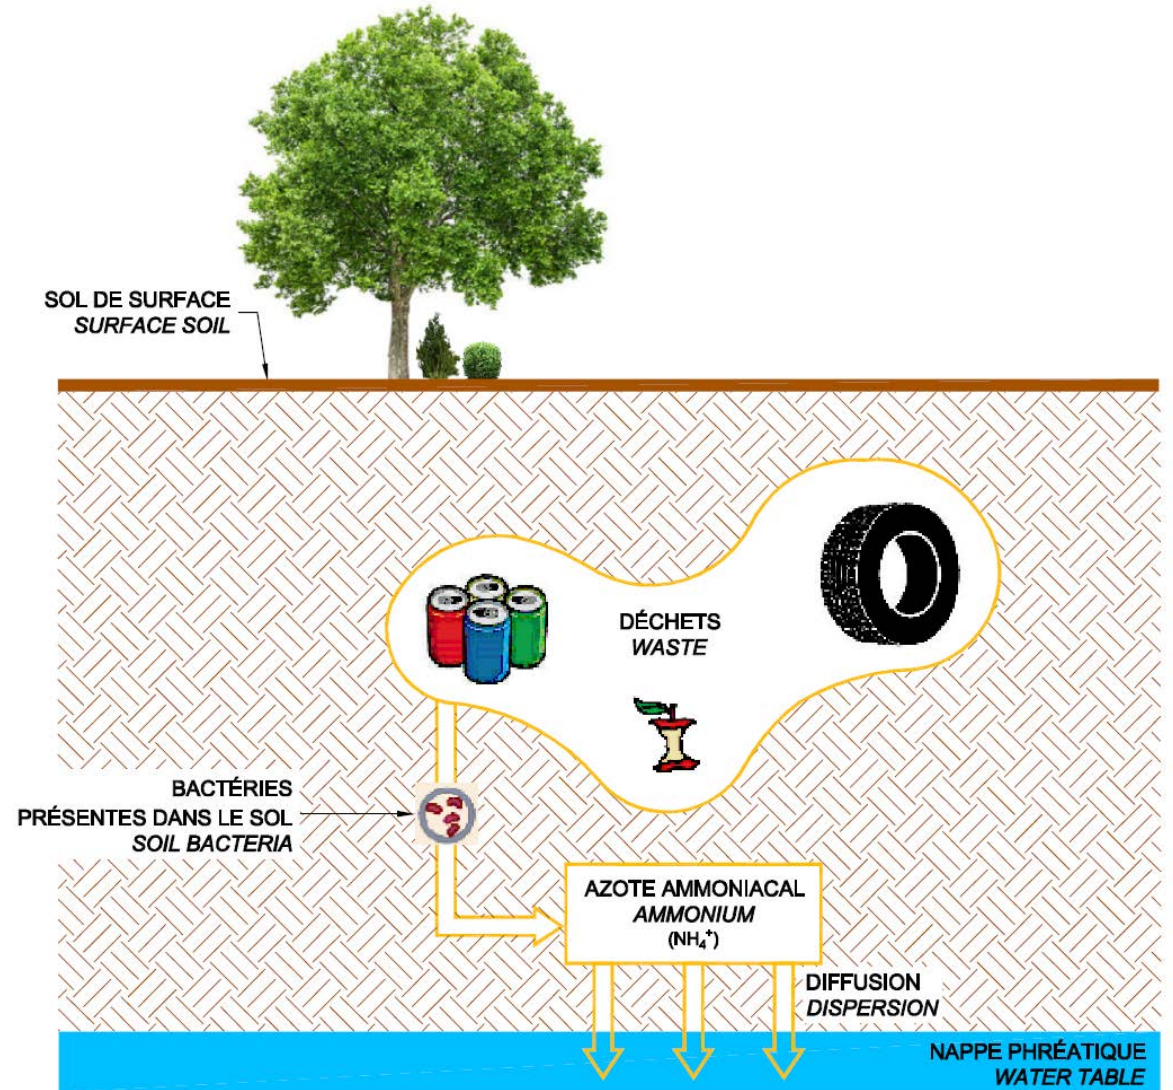 SOL DE SURFACE
SURFACE SOIL
DÉCHETS
WASTE
BACTÉRIES
PRÉSENTES DANS LE SOL
SOIL BACTERIA
AZOTE AMMONIACAL
AMMONIUM
(NH₄⁺)
DIFFUSION
DISPERSION
NAPPE PHRÉATIQUE
WATER TABLE